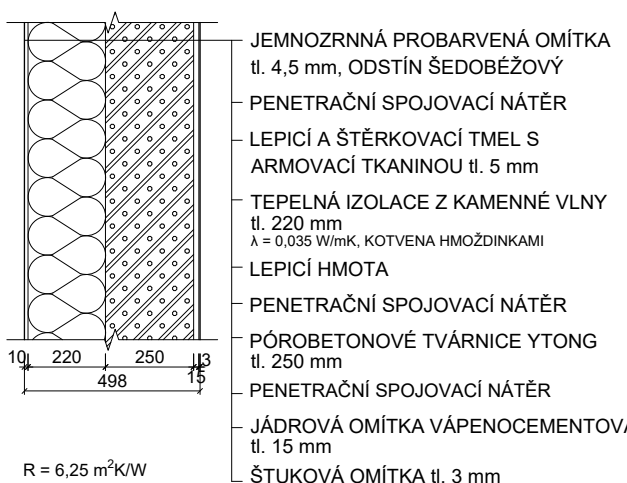 JEMNOZRNNÁ PROBARVENÁ OMÍTKA
tl. 4,5 mm, ODSTÍN ŠEDOBÉŽOVÝ
PENETRAČNÍ SPOJOVACÍ NÁTĚR
LEPICÍ A ŠTĚRKOVACÍ TMEL S
ARMOVACÍ TKANINOU tl. 5 mm
TEPELNÁ IZOLACE Z KAMENNÉ VLNY
tl. 220 mm
λ = 0,035 W/mK, KOTVENA HMOŽDINKAMI
LEPICÍ HMOTA
PENETRAČNÍ SPOJOVACÍ NÁTĚR
PÓROBETONOVÉ TVÁRNICE YTONG
tl. 250 mm
PENETRAČNÍ SPOJOVACÍ NÁTĚR
JÁDROVÁ OMÍTKA VÁPENOCEMENTOVÁ
tl. 15 mm
ŠTUKOVÁ OMÍTKA tl. 3 mm
10 220 250 3
15
498
R = 6,25 m²K/W